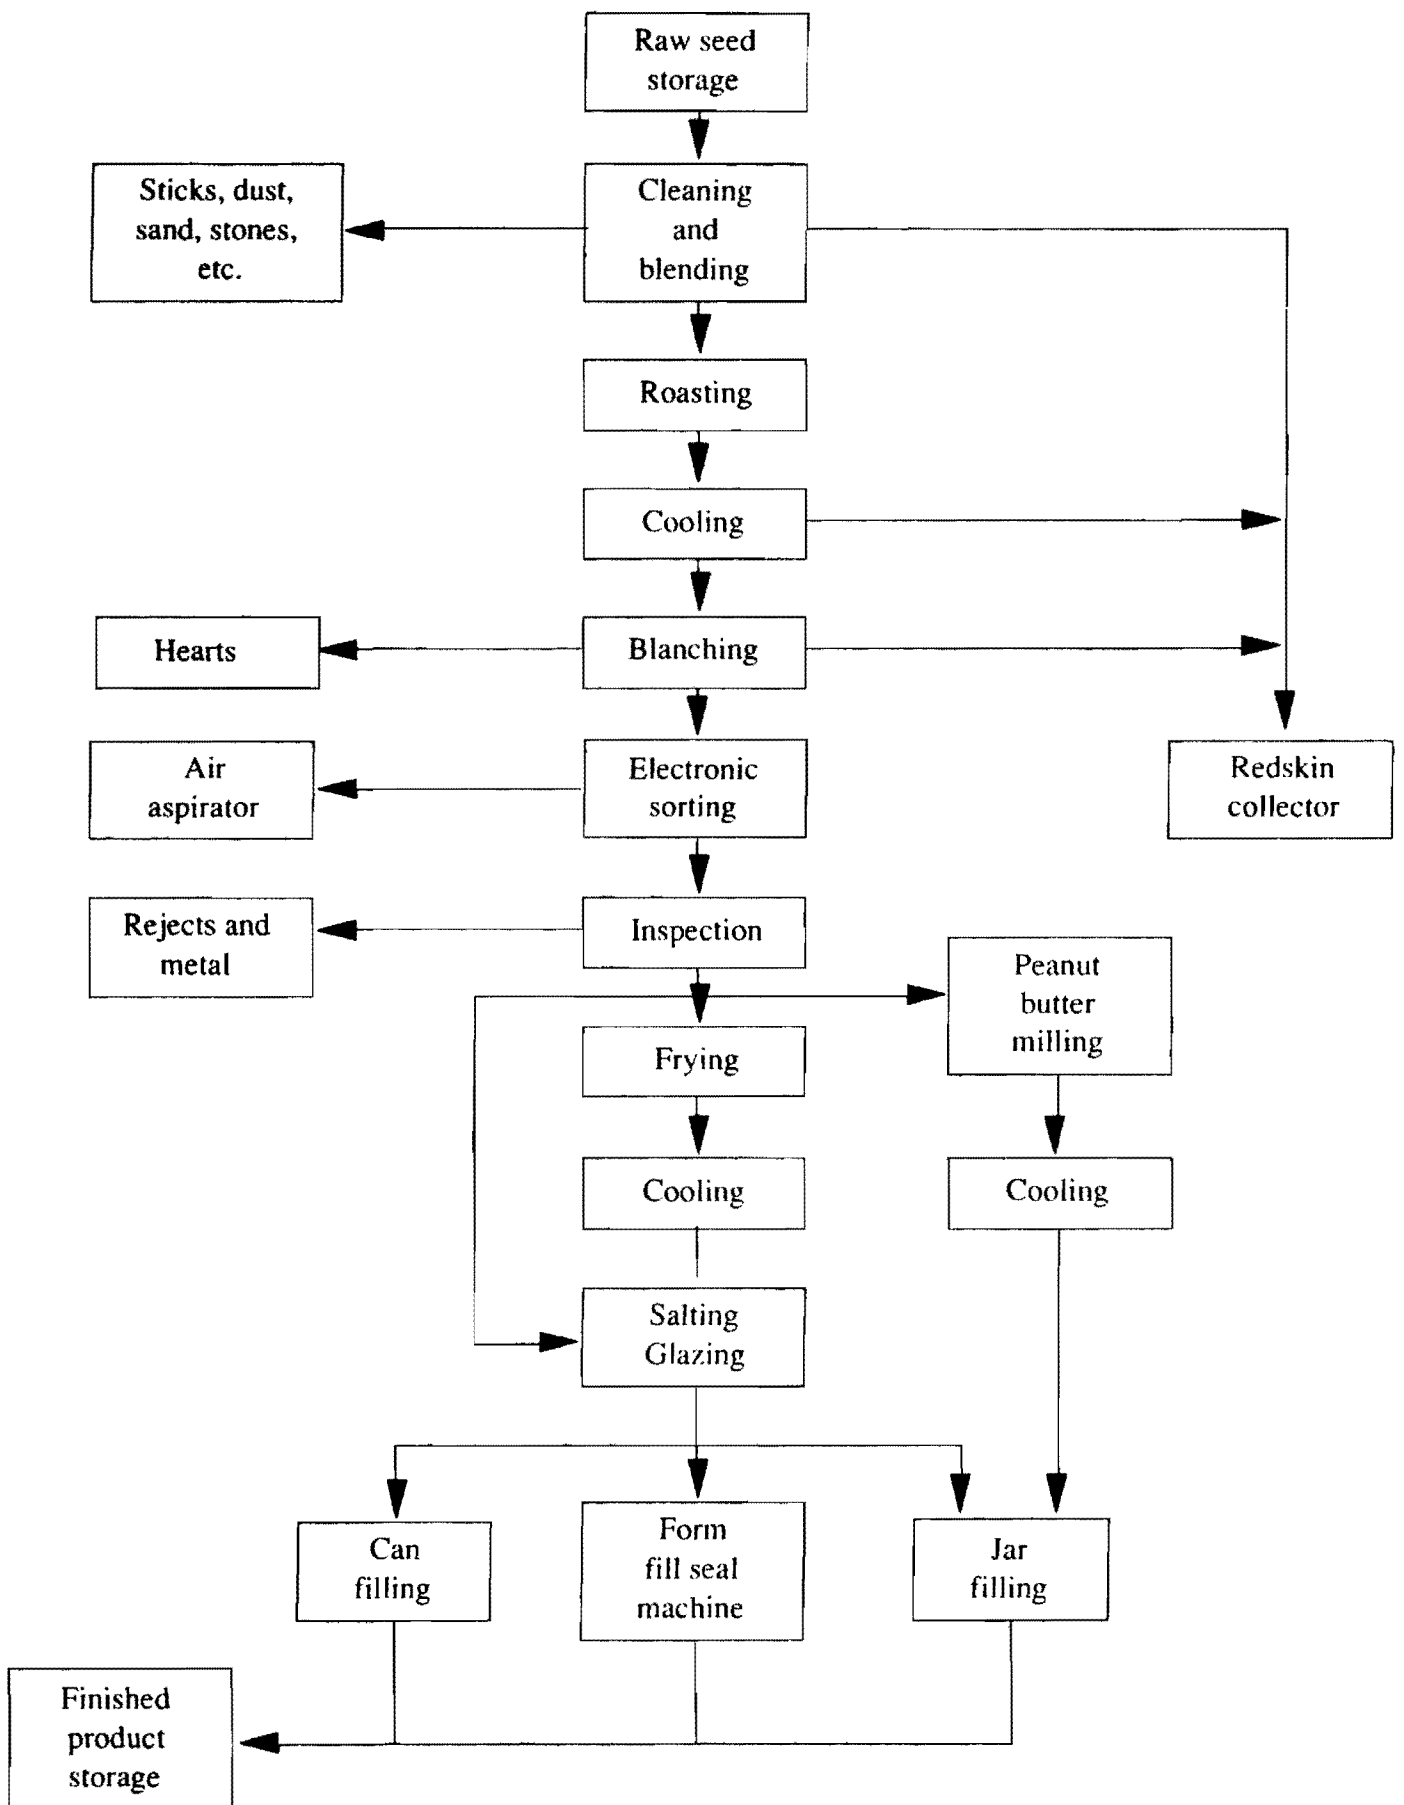 Raw seed
storage
Sticks, dust,
sand, stones,
etc.
Cleaning
and
blending
Roasting
Cooling
Hearts
Blanching
Air
aspirator
Electronic
sorting
Redskin
collector
Rejects and
metal
Inspection
Peanut
butter
milling
Frying
Cooling
Cooling
Salting
Glazing
Can
filling
Form
fill seal
machine
Jar
filling
Finished
product
storage